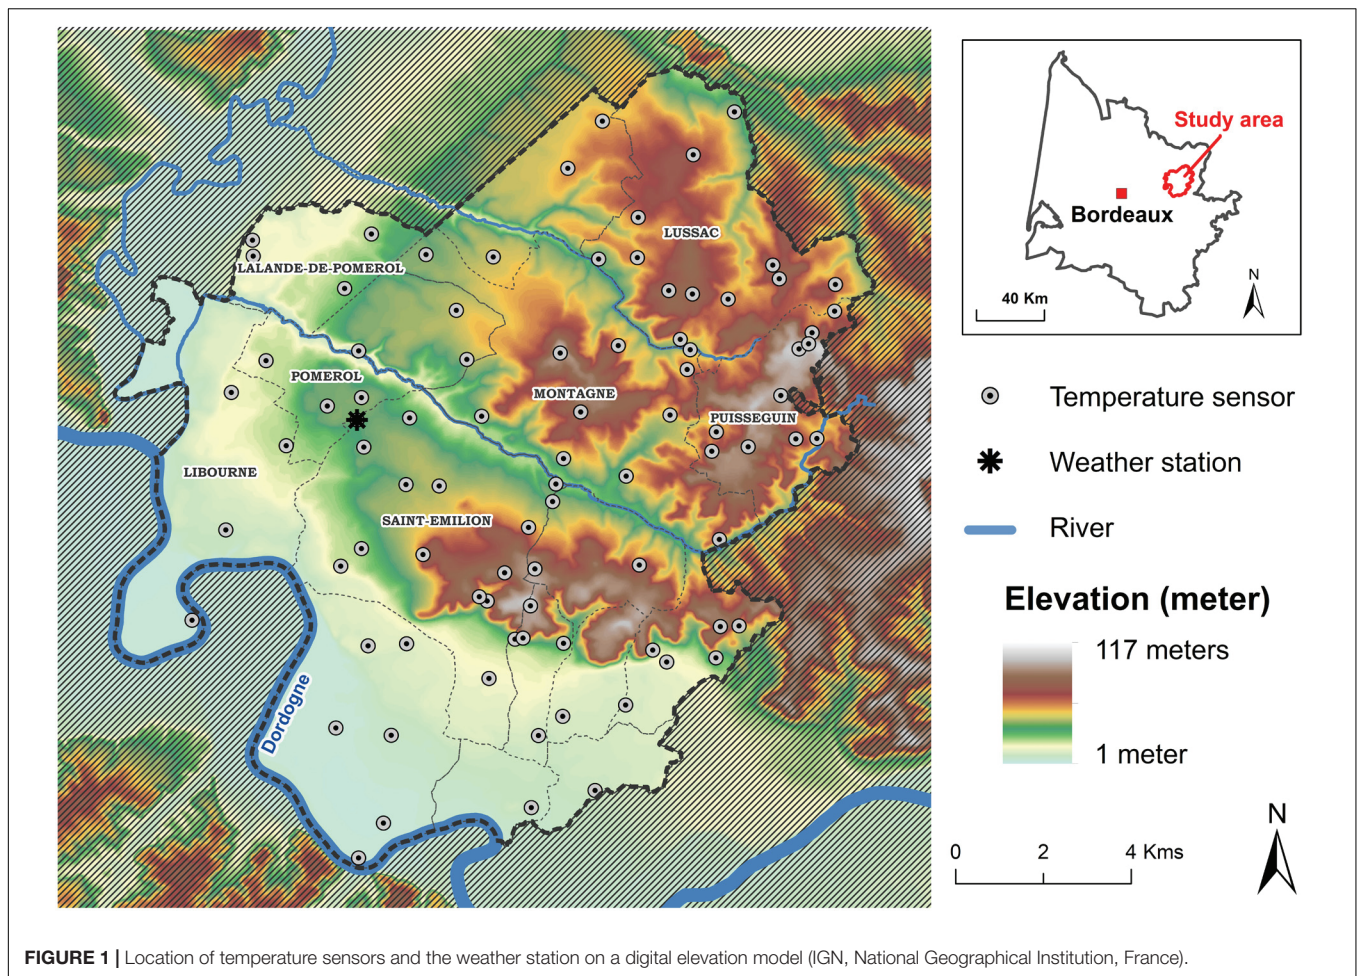 LUSSAC
LALANDE-DE-POMEROL
POMEROL
MONTAGNE
PUISSEGUIN
LIBOURNE
SAINT-EMILION
Dordogne
Study area
Bordeaux
N
40 Km
Temperature sensor
Weather station
River
Elevation (meter)
117 meters
1 meter
N
0 2 4 Kms
FIGURE 1 | Location of temperature sensors and the weather station on a digital elevation model (IGN, National Geographical Institution, France).